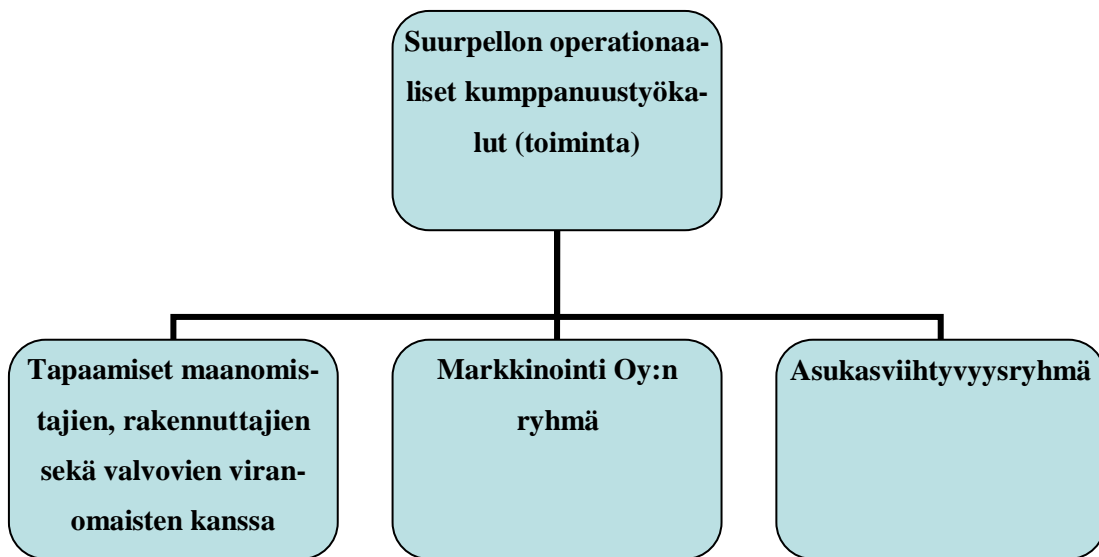 Suurpellon operationaa-
liset kumppanuustyöka-
lut (toiminta)
Tapaamiset maanomis-
tajien, rakennuttajien
sekä valvovien viran-
omaisten kanssa
Markkinointi Oy:n
ryhmä
Asukasviihtyvyysryhmä